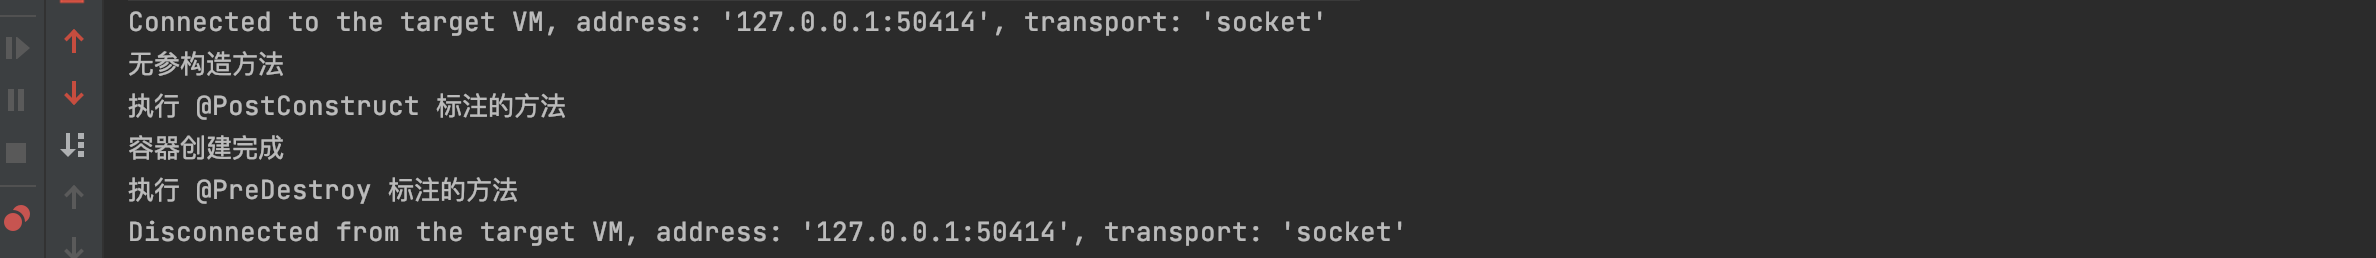 Connected to the target VM, address: '127.0.0.1:50414', transport: 'socket'
无参构造方法
执行 @PostConstruct 标注的方法
容器创建完成
执行 @PreDestroy 标注的方法
Disconnected from the target VM, address: '127.0.0.1:50414', transport: 'socket'